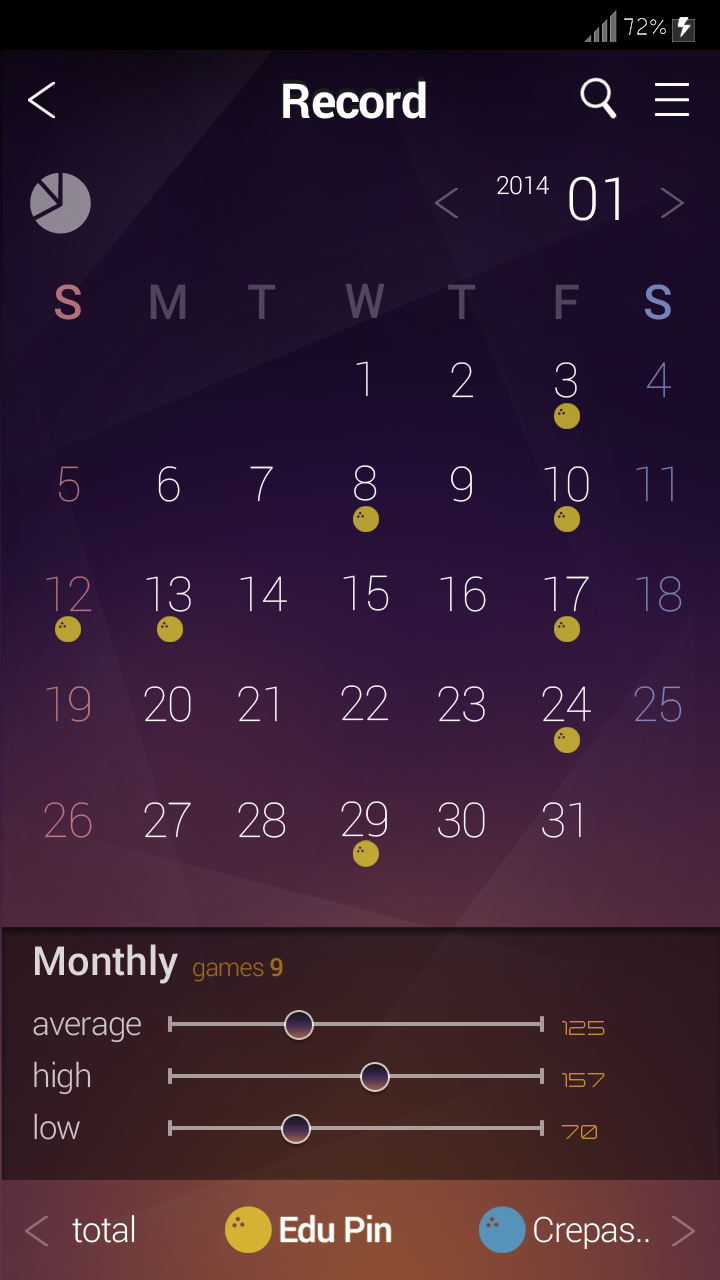 72%
Record
2014 01
S M T W T F S
1 2 3 4
5 6 7 8 9 10 11
12 13 14 15 16 17 18
19 20 21 22 23 24 25
26 27 28 29 30 31
Monthly games 9
average 125
high 157
low 70
total Edu Pin Crepas..